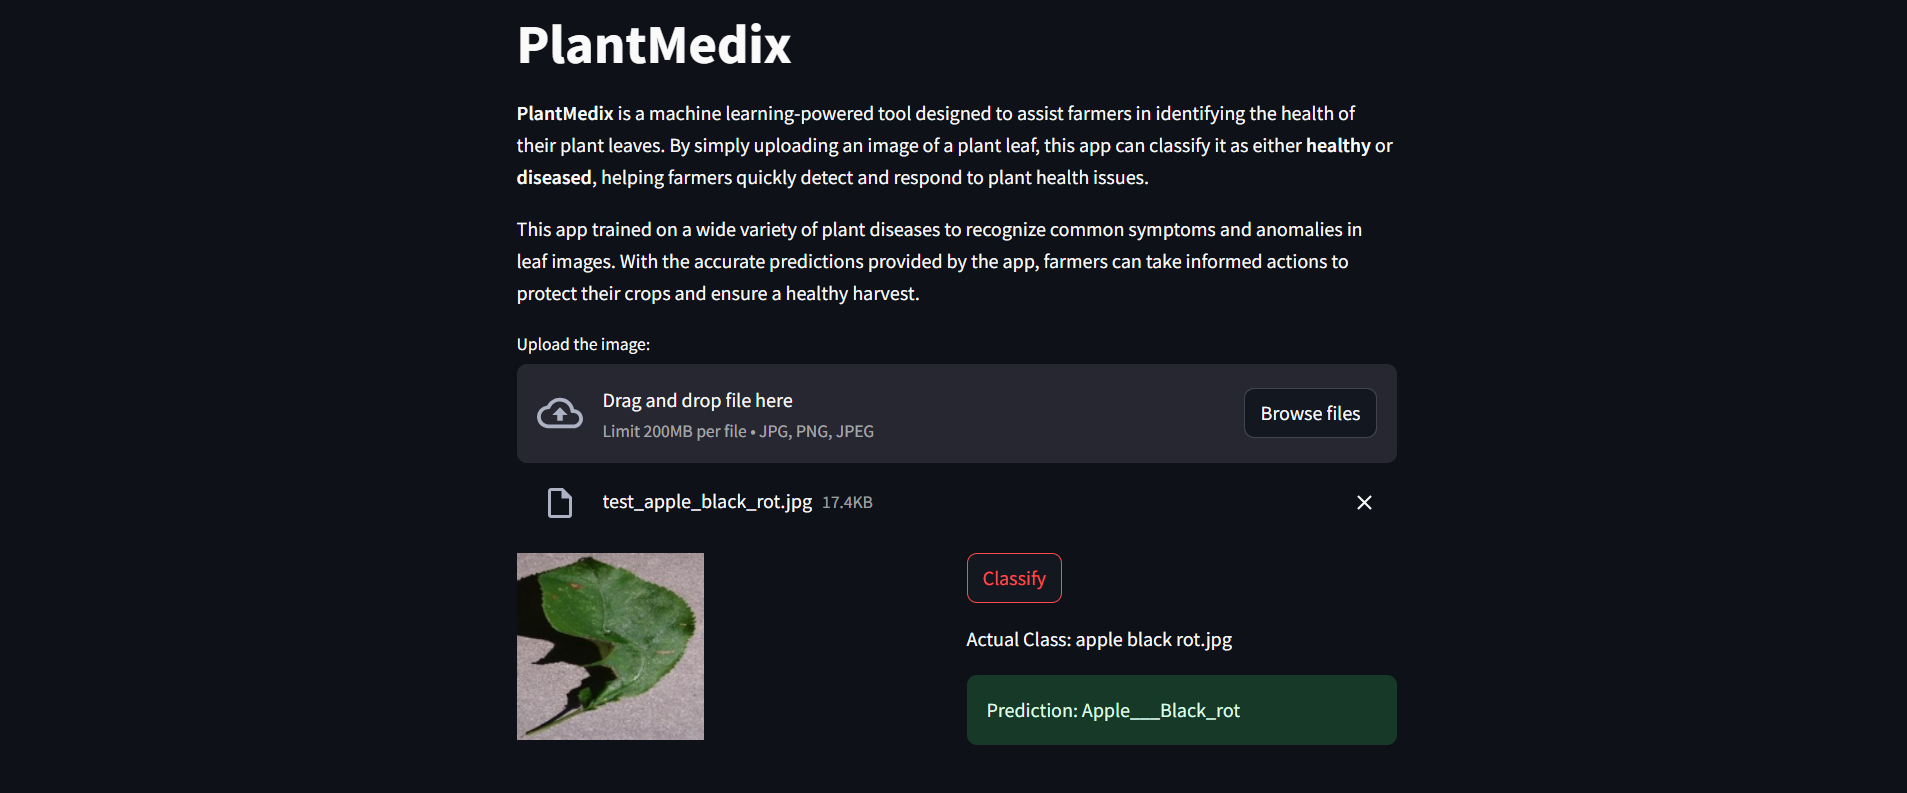 PlantMedix
PlantMedix is a machine learning-powered tool designed to assist farmers in identifying the health of
their plant leaves. By simply uploading an image of a plant leaf, this app can classify it as either healthy or
diseased, helping farmers quickly detect and respond to plant health issues.
This app trained on a wide variety of plant diseases to recognize common symptoms and anomalies in
leaf images. With the accurate predictions provided by the app, farmers can take informed actions to
protect their crops and ensure a healthy harvest.
Upload the image:
Drag and drop file here
Limit 200MB per file • JPG, PNG, JPEG
Browse files
test_apple_black_rot.jpg 17.4KB
Classify
Actual Class: apple black rot.jpg
Prediction: Apple___Black_rot